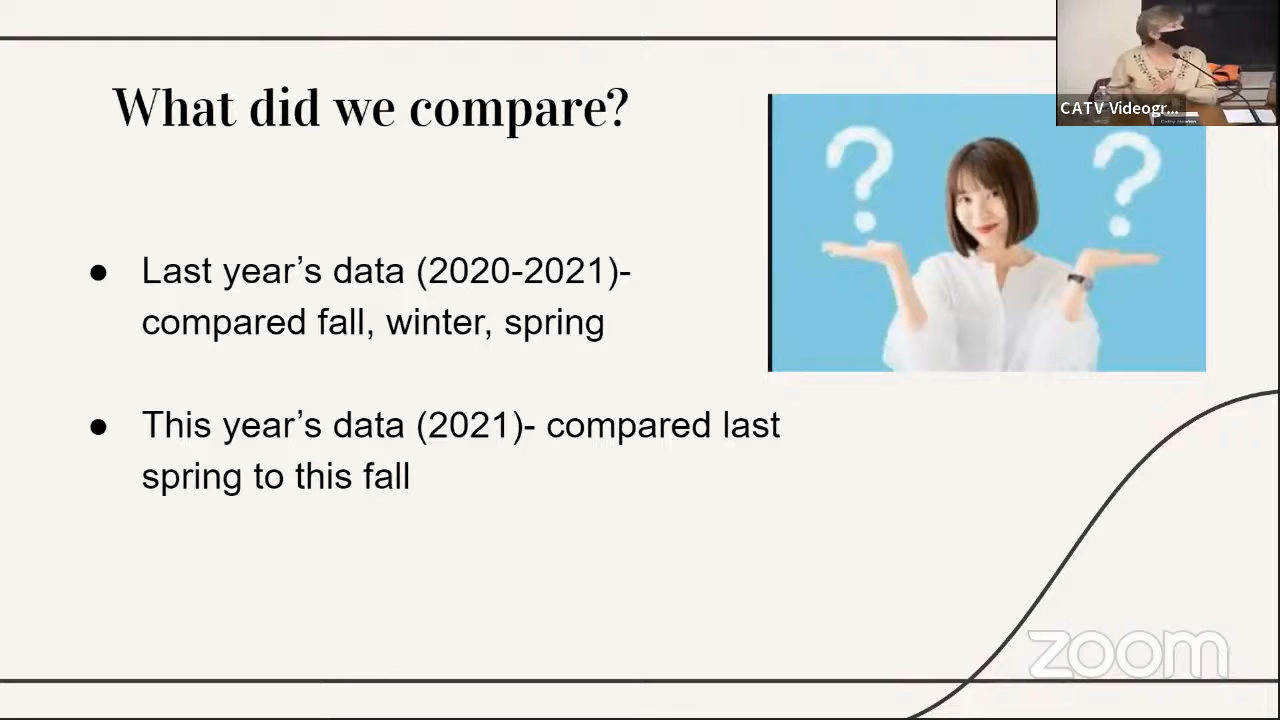 What did we compare?
CATV Videogr...
● Last year’s data (2020-2021)-
compared fall, winter, spring
● This year’s data (2021)- compared last
spring to this fall
? ?
zoom